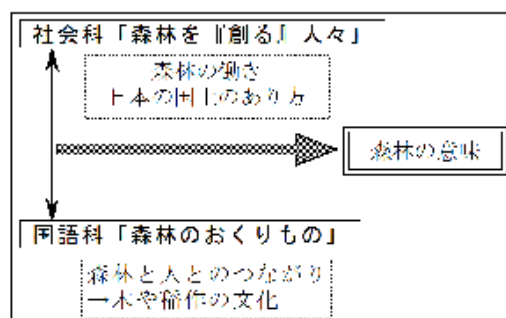 社会科「森林を『創る』人々」
森林の働き
日本の国土のあり方
森林の意味
国語科「森林のおくりもの」
森林と人とのつながり
→木や稲作の文化